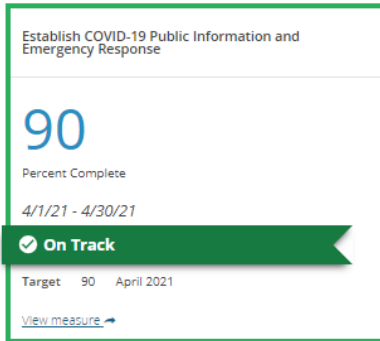 Establish COVID-19 Public Information and
Emergency Response
90
Percent Complete
4/1/21 - 4/30/21
On Track
Target 90 April 2021
View measure